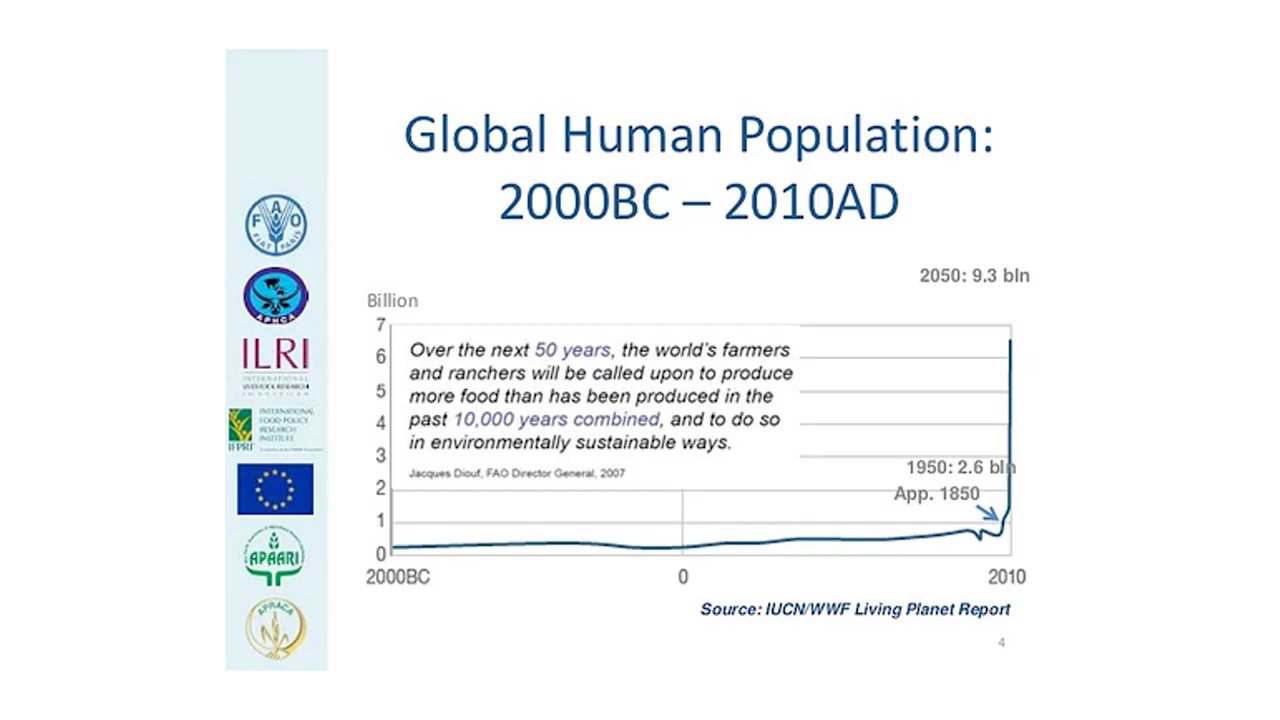 Global Human Population:
2000BC – 2010AD
2050: 9.3 bln
Billion
7
6
5
4
3
2
1
0
Over the next 50 years, the world's farmers
and ranchers will be called upon to produce
more food than has been produced in the
past 10,000 years combined, and to do so
in environmentally sustainable ways.
Jacques Diouf, FAO Director General, 2007
1950: 2.6 bln
App. 1850
2000BC
0
2010
Source: IUCN/WWF Living Planet Report
4
F A O
FIAT PANIS
APHCA
ILRI
INTERNATIONAL
LIVESTOCK RESEARCH
INSTITUTE
INTERNATIONAL
FOOD POLICY
RESEARCH
INSTITUTE
IFPRI
APAARI
APRACA